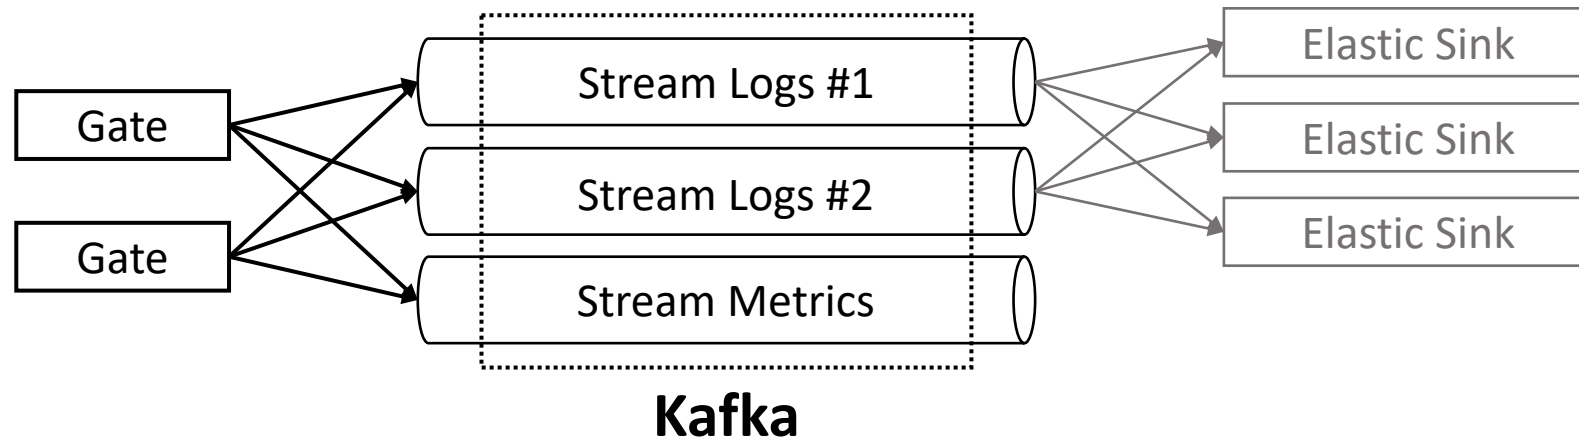 Gate
Gate
Stream Logs #1
Stream Logs #2
Stream Metrics
Kafka
Elastic Sink
Elastic Sink
Elastic Sink